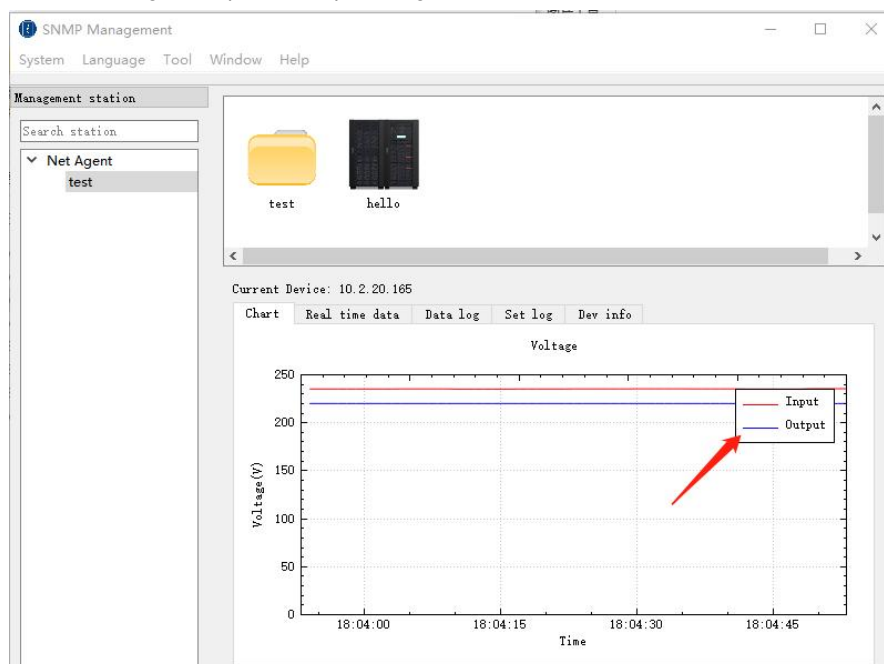 SNMP Management
System Language Tool Window Help
Management station
Search station
Net Agent
test
test hello
Current Device: 10.2.20.165
Chart Real time data Data log Set log Dev info
Voltage
250
200
150
100
50
0
Voltage(V)
Input
Output
18:04:00 18:04:15 18:04:30 18:04:45
Time